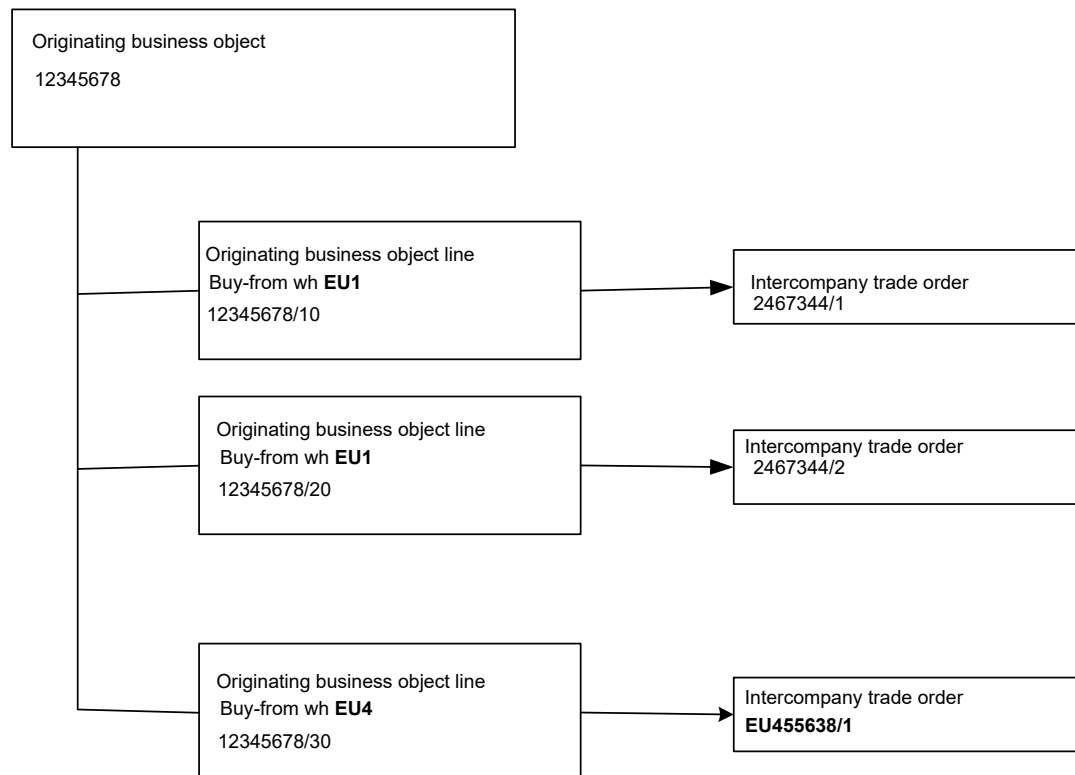 Originating business object
12345678
Originating business object line
Buy-from wh EU1
12345678/10
Intercompany trade order
2467344/1
Originating business object line
Buy-from wh EU1
12345678/20
Intercompany trade order
2467344/2
Originating business object line
Buy-from wh EU4
12345678/30
Intercompany trade order
EU455638/1